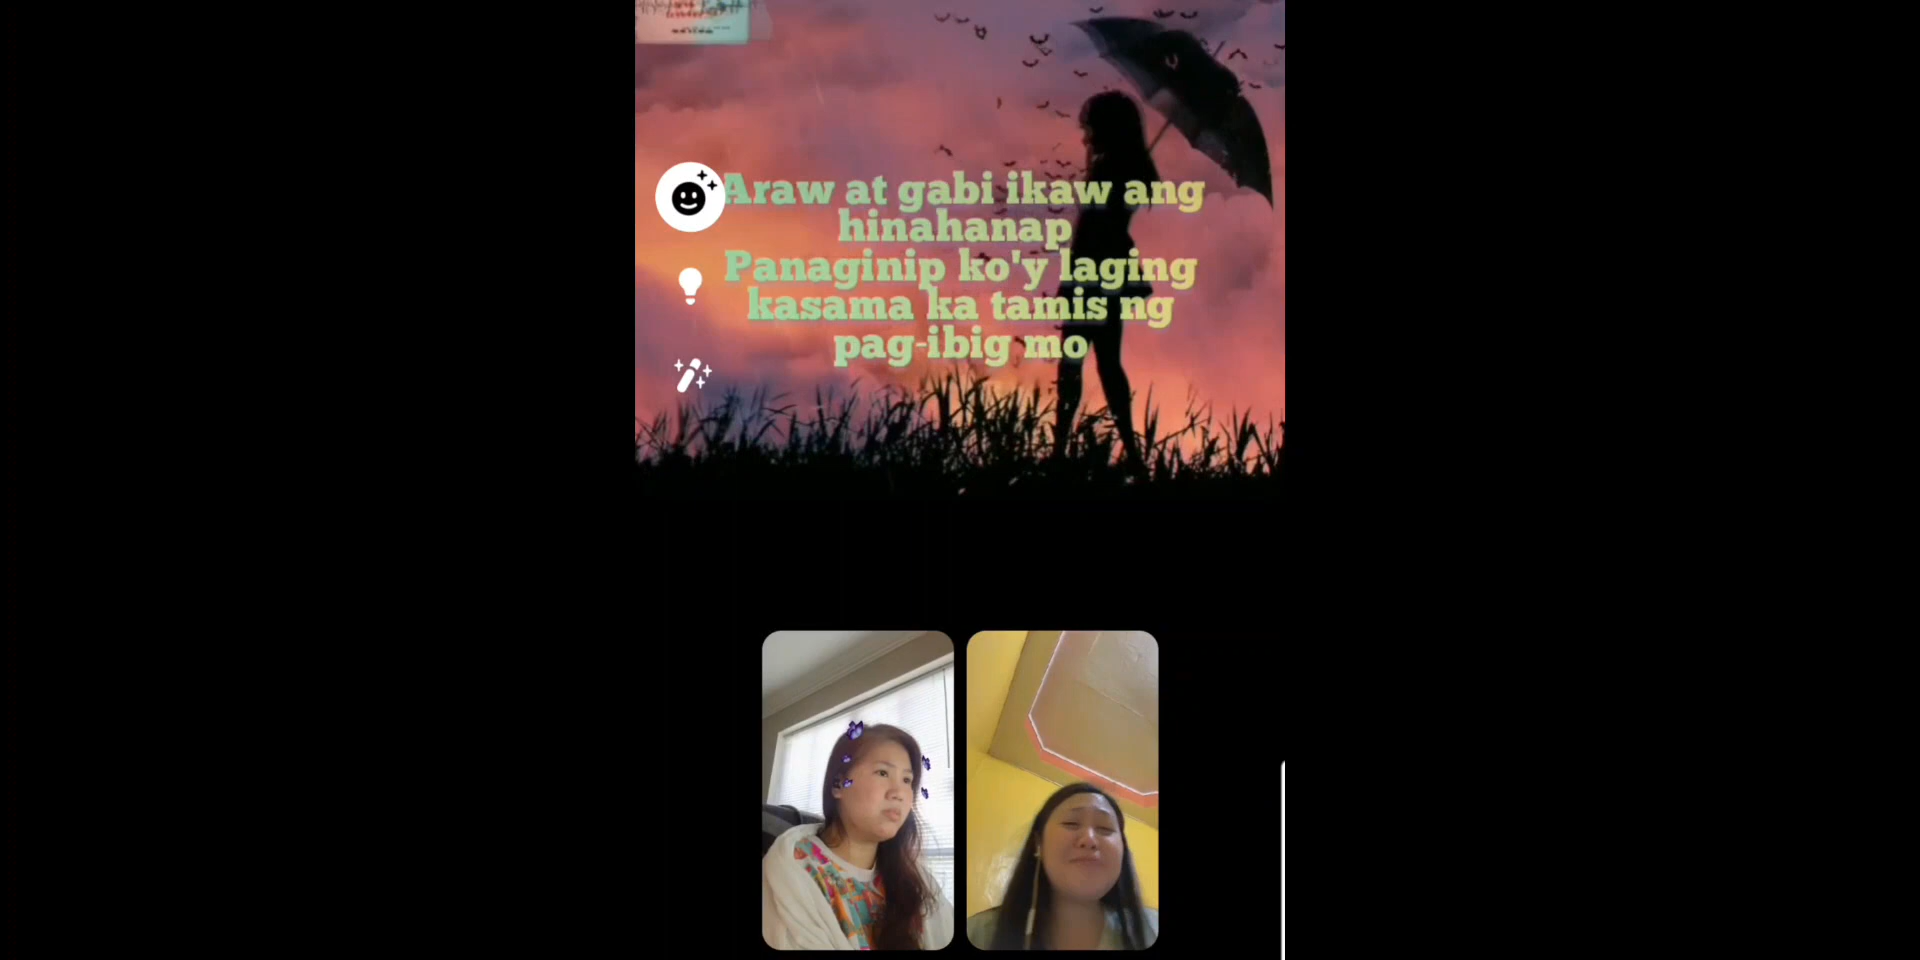 Araw at gabi ikaw ang
hinahanap
Panaginip ko'y laging
kasama ka tamis ng
pag-ibig mo